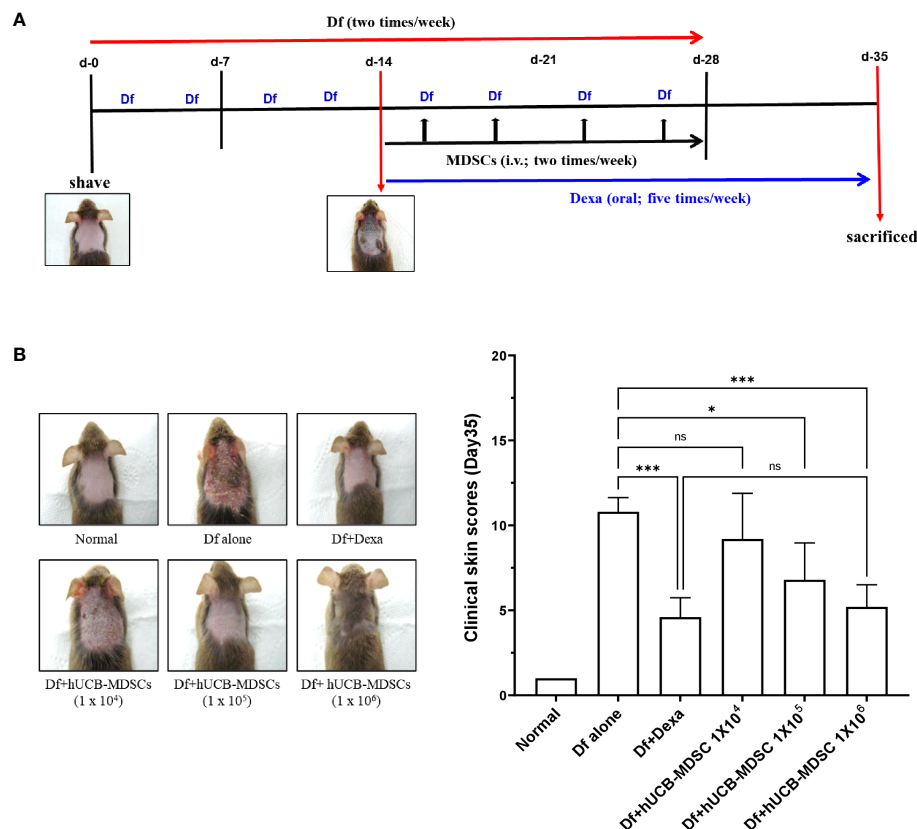 A
Df (two times/week)
d-0 d-7 d-14 d-21 d-28 d-35
Df Df Df Df Df Df Df Df
MDSCs (i.v.; two times/week)
shave
Dexa (oral; five times/week)
sacrificed
B
Normal Df alone Df+Dexa
Df+hUCB-MDSCs Df+hUCB-MDSCs Df+ hUCB-MDSCs
(1 x 10⁴) (1 x 10⁵) (1 x 10⁶)
Clinical skin scores (Day35)
20
15
10
5
0
***
*
ns
ns
***
Normal
Df alone
Df+Dexa
Df+hUCB-MDSC 1X10⁴
Df+hUCB-MDSC 1X10⁵
Df+hUCB-MDSC 1X10⁶